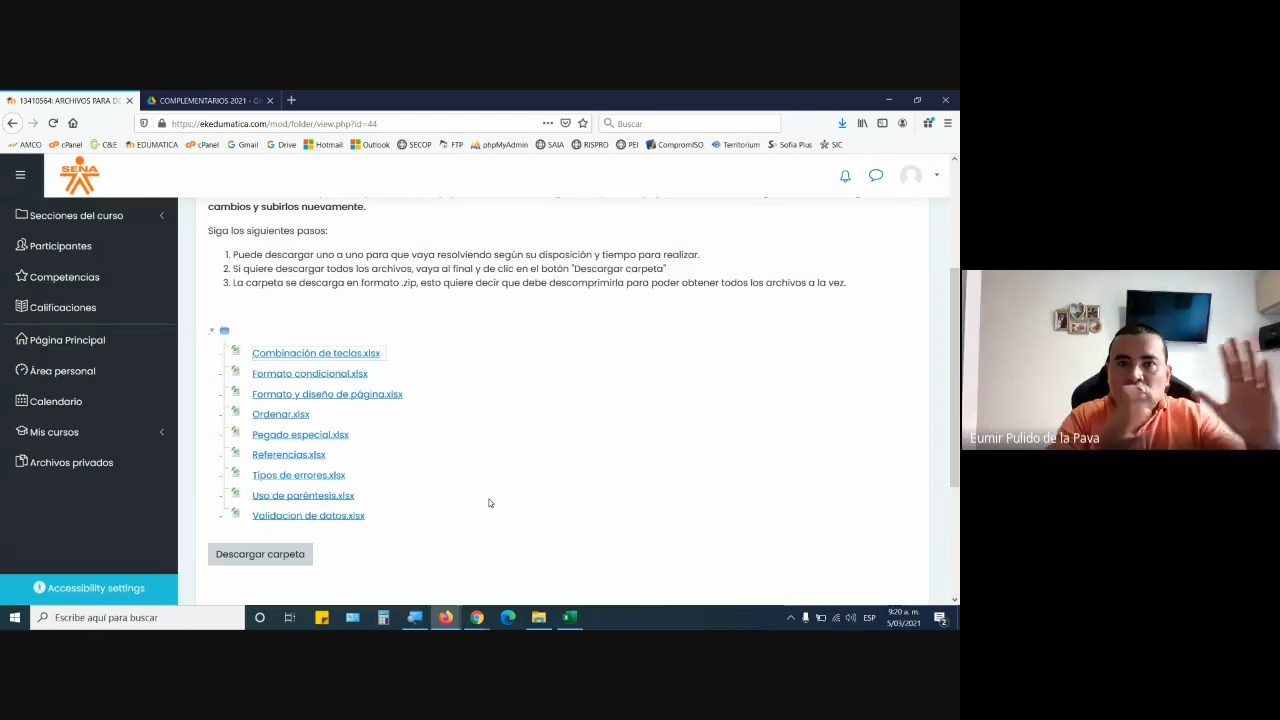 13410564: ARCHIVOS PARA DE
COMPLEMENTARIOS 2021 - Go
https://ekedumatica.com/mod/folder/view.php?id=44
Buscar
AMCO
cPanel
C&E
EDUMATICA
cPanel
Gmail
Drive
Hotmail
Outlook
SECOP
FTP
phpMyAdmin
SAIA
RISPRO
PEI
CompromISO
Territorium
Sofia Plus
SIC
SENA
Secciones del curso
Participantes
Competencias
Calificaciones
Página Principal
Área personal
Calendario
Mis cursos
Archivos privados
Accessibility settings
cambios y subirlos nuevamente.
Siga los siguientes pasos:
1. Puede descargar uno a uno para que vaya resolviendo según su disposición y tiempo para realizar.
2. Si quiere descargar todos los archivos, vaya al final y de clic en el botón "Descargar carpeta"
3. La carpeta se descarga en formato .zip, esto quiere decir que debe descomprimirla para poder obtener todos los archivos a la vez.
Combinación de teclas.xlsx
Formato condicional.xlsx
Formato y diseño de página.xlsx
Ordenar.xlsx
Pegado especial.xlsx
Referencias.xlsx
Tipos de errores.xlsx
Uso de paréntesis.xlsx
Validacion de datos.xlsx
Descargar carpeta
Escribe aquí para buscar
ESP
9:20 a. m.
5/03/2021
2
Eumir Pulido de la Pava